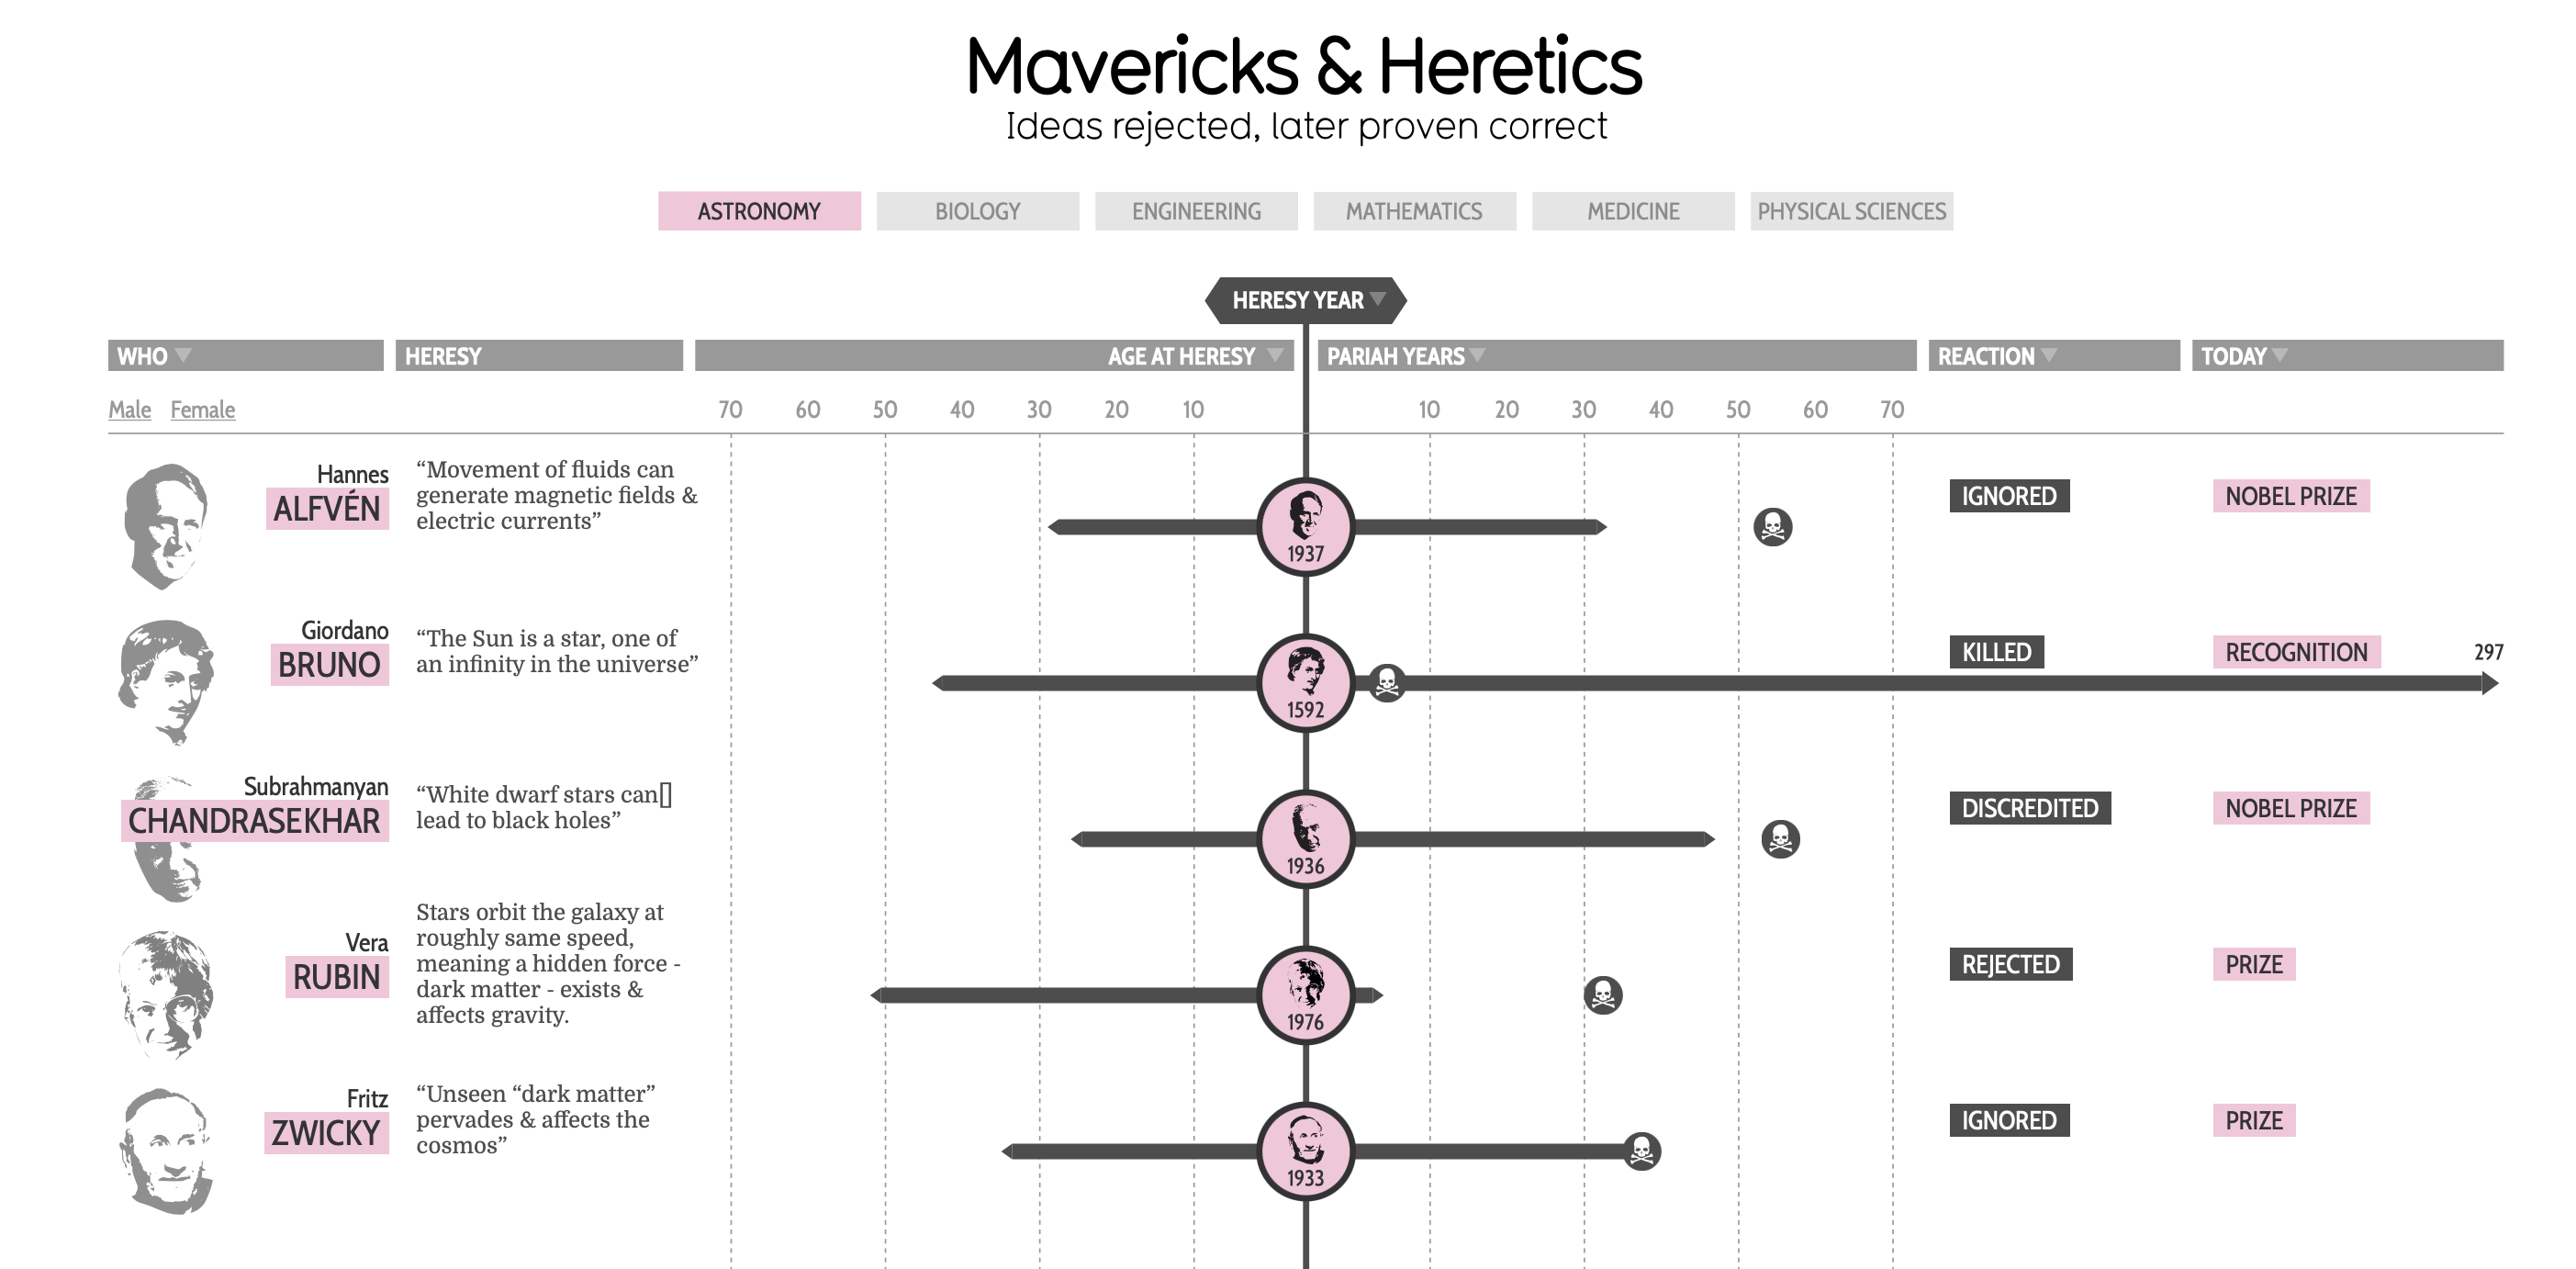 Mavericks & Heretics
Ideas rejected, later proven correct
ASTRONOMY
BIOLOGY
ENGINEERING
MATHEMATICS
MEDICINE
PHYSICAL SCIENCES
HERESY YEAR
WHO
HERESY
AGE AT HERESY
PARIAH YEARS
REACTION
TODAY
Male Female
70 60 50 40 30 20 10
10 20 30 40 50 60 70
Hannes
ALFVÉN
“Movement of fluids can
generate magnetic fields &
electric currents”
1937
IGNORED
NOBEL PRIZE
Giordano
BRUNO
“The Sun is a star, one of
an infinity in the universe”
1592
KILLED
RECOGNITION
297
Subrahmanyan
CHANDRASEKHAR
“White dwarf stars can
lead to black holes”
1936
DISCREDITED
NOBEL PRIZE
Vera
RUBIN
Stars orbit the galaxy at
roughly same speed,
meaning a hidden force -
dark matter - exists &
affects gravity.
1976
REJECTED
PRIZE
Fritz
ZWICKY
“Unseen “dark matter”
pervades & affects the
cosmos”
1933
IGNORED
PRIZE